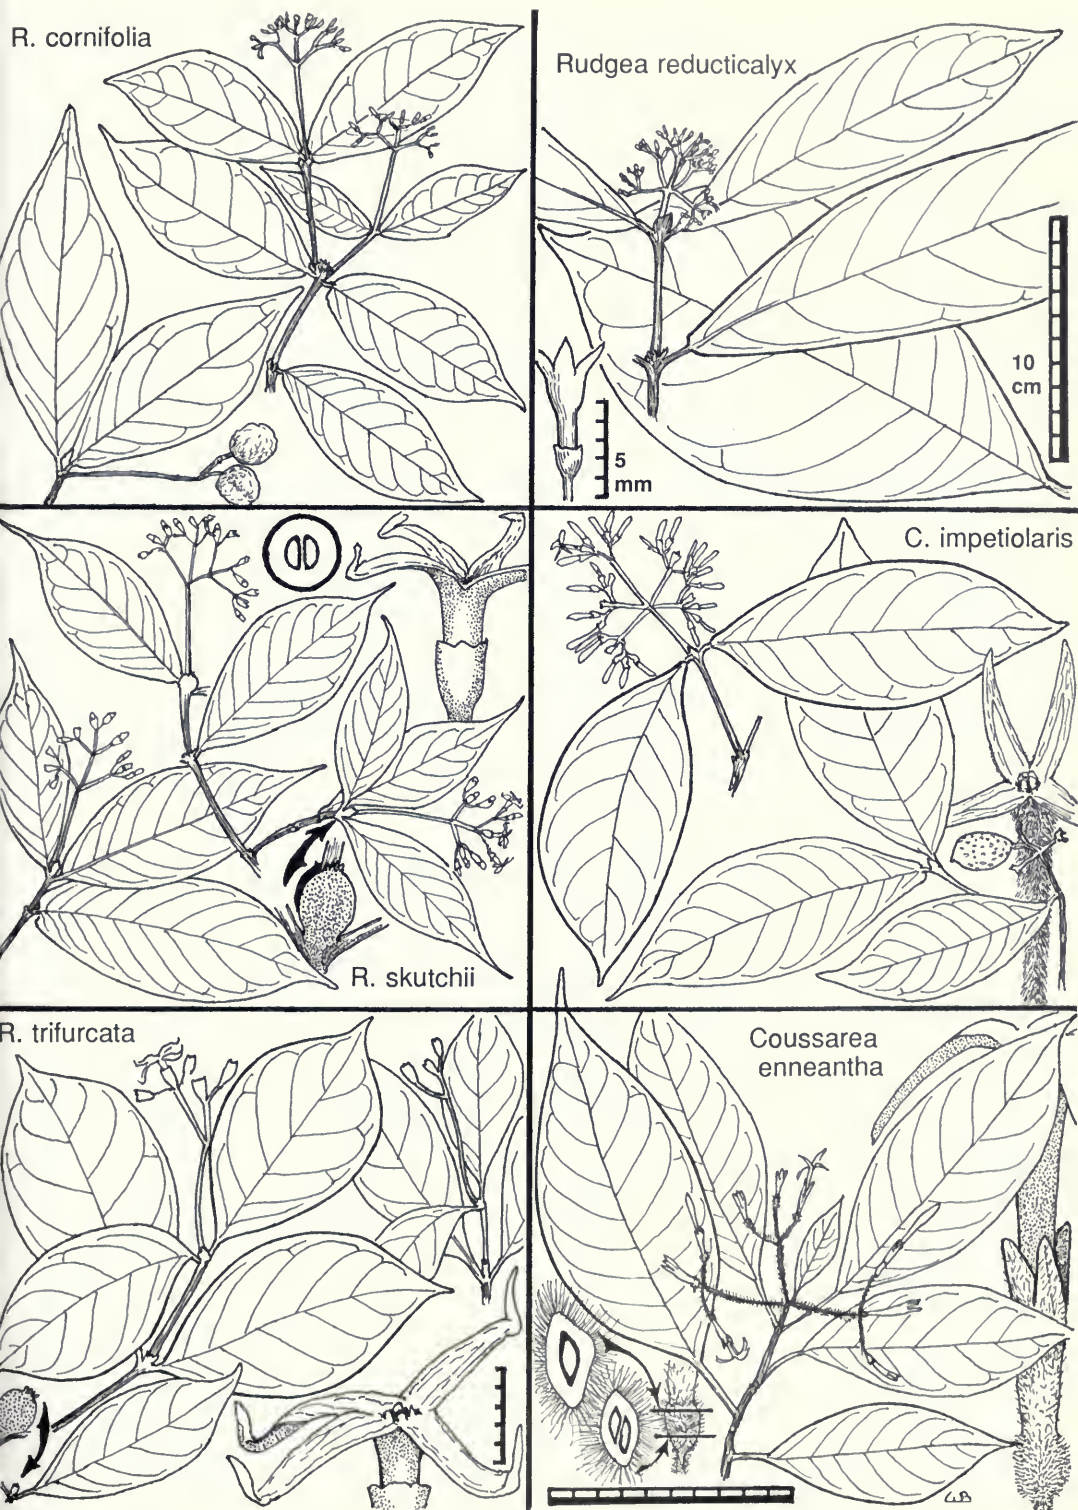 R. cornifolia
Rudgea reducticalyx
10
cm
5
mm
R. skutchii
C. impetiolaris
R. trifurcata
Coussarea
enneantha